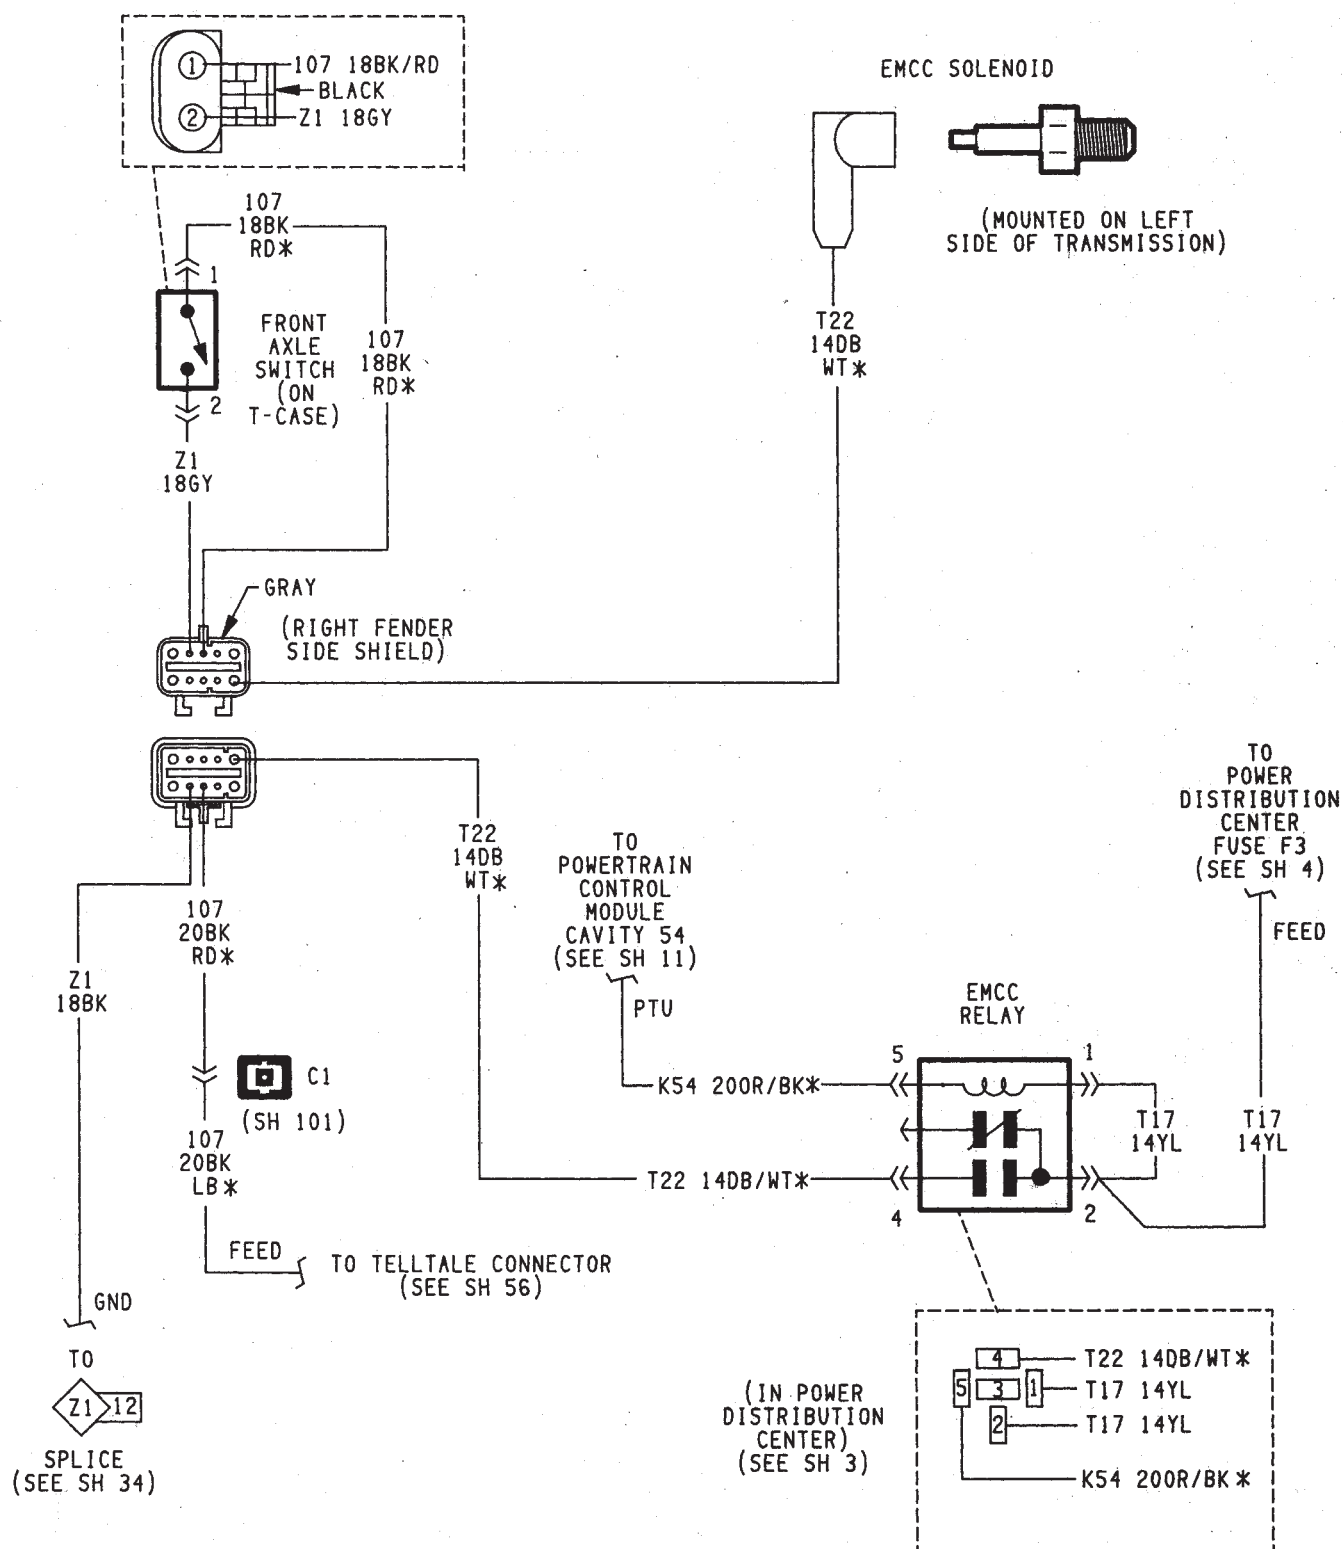 1
107 18BK/RD
BLACK
2
Z1 18GY
EMCC SOLENOID
(MOUNTED ON LEFT
SIDE OF TRANSMISSION)
107
18BK
RD*
1
FRONT
AXLE
SWITCH
(ON
T-CASE)
2
107
18BK
RD*
T22
14DB
WT*
Z1
18GY
GRAY
(RIGHT FENDER
SIDE SHIELD)
TO
POWER
DISTRIBUTION
CENTER
FUSE F3
(SEE SH 4)
FEED
T22
14DB
WT*
TO
POWERTRAIN
CONTROL
MODULE
CAVITY 54
(SEE SH 11)
PTU
107
20BK
RD*
Z1
18BK
EMCC
RELAY
5
1
K54 20OR/BK*
T17
14YL
T17
14YL
C1
(SH 101)
107
20BK
LB*
T22 14DB/WT*
4
2
FEED
TO TELLTALE CONNECTOR
(SEE SH 56)
GND
TO
Z1
12
SPLICE
(SEE SH 34)
(IN POWER
DISTRIBUTION
CENTER)
(SEE SH 3)
4
T22 14DB/WT*
5
3
1
T17 14YL
2
T17 14YL
K54 20OR/BK*